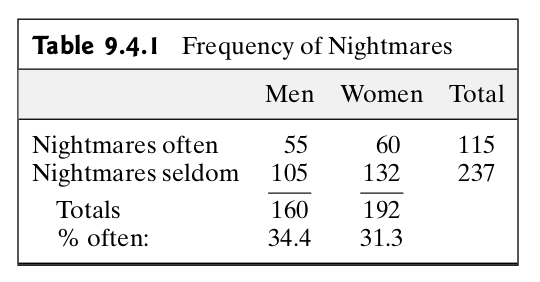 Table 9.4.1 Frequency of Nightmares
Men Women Total
Nightmares often 55 60 115
Nightmares seldom 105 132 237
Totals 160 192
% often: 34.4 31.3